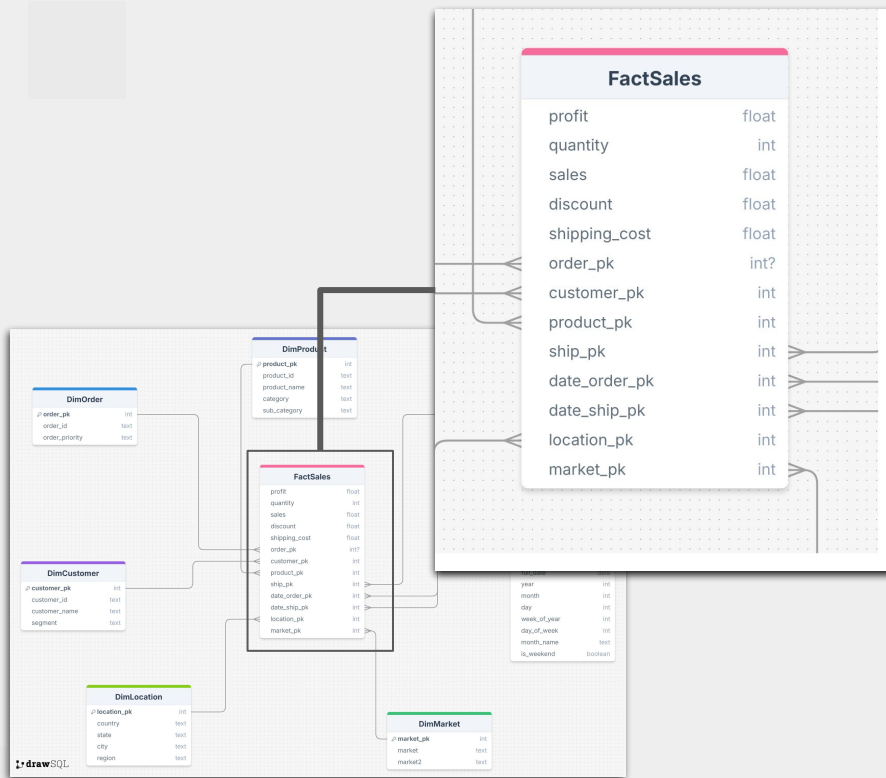 FactSales
profit float
quantity int
sales float
discount float
shipping_cost float
order_pk int?
customer_pk int
product_pk int
ship_pk int
date_order_pk int
date_ship_pk int
location_pk int
market_pk int
DimProduct
product_pk int
product_id text
product_name text
category text
sub_category text
DimOrder
order_pk int
order_id text
order_priority text
FactSales
profit float
quantity int
sales float
discount float
shipping_cost float
order_pk int?
customer_pk int
product_pk int
ship_pk int
date_order_pk int
date_ship_pk int
location_pk int
market_pk int
DimCustomer
customer_pk int
customer_id text
customer_name text
segment text
year int
month int
day int
week_of_year int
day_of_week int
month_name text
is_weekend boolean
DimLocation
location_pk int
country text
state text
city text
region text
DimMarket
market_pk int
market text
market2 text
drawSQL